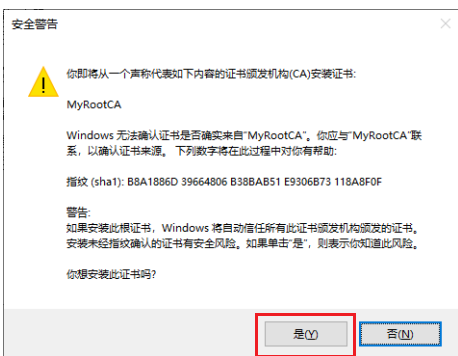 安全警告
你即将从一个声称代表如下内容的证书颁发机构(CA)安装证书:
MyRootCA
Windows 无法确认证书是否确实来自"MyRootCA"。你应与"MyRootCA"联
系，以确认证书来源。 下列数字将在此过程中对你有帮助:
指纹 (sha1): B8A1886D 39664806 B38BAB51 E9306B73 118A8F0F
警告:
如果安装此根证书，Windows 将自动信任所有此证书颁发机构颁发的证书。
安装未经指纹确认的证书有安全风险。如果单击"是"，则表示你知道此风险。
你想安装此证书吗?
是(Y)
否(N)